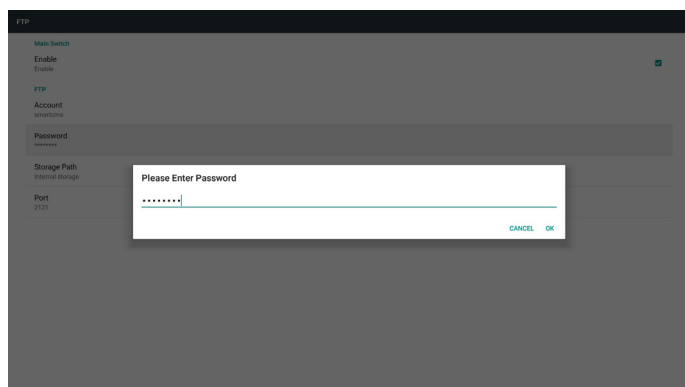 FTP
Main Switch
Enable
Enable
FTP
Account
smartcms
Password
********
Storage Path
Internal storage
Port
2121
Please Enter Password
••••••••
CANCEL OK